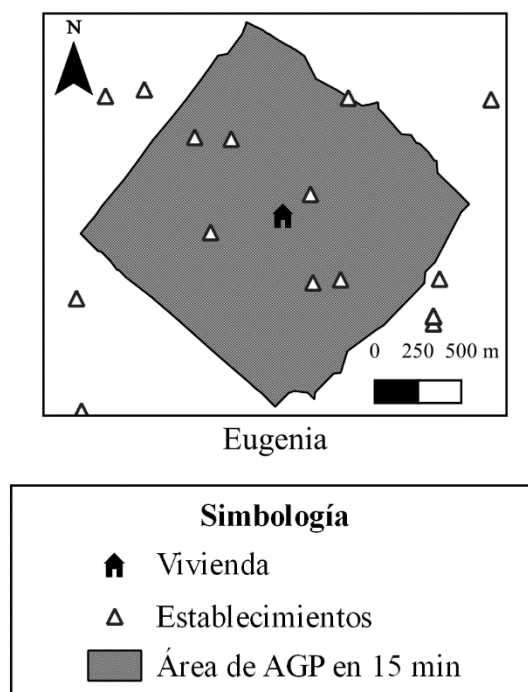 N
0 250 500 m
Eugenia
Simbología
Vivienda
Establecimientos
Área de AGP en 15 min